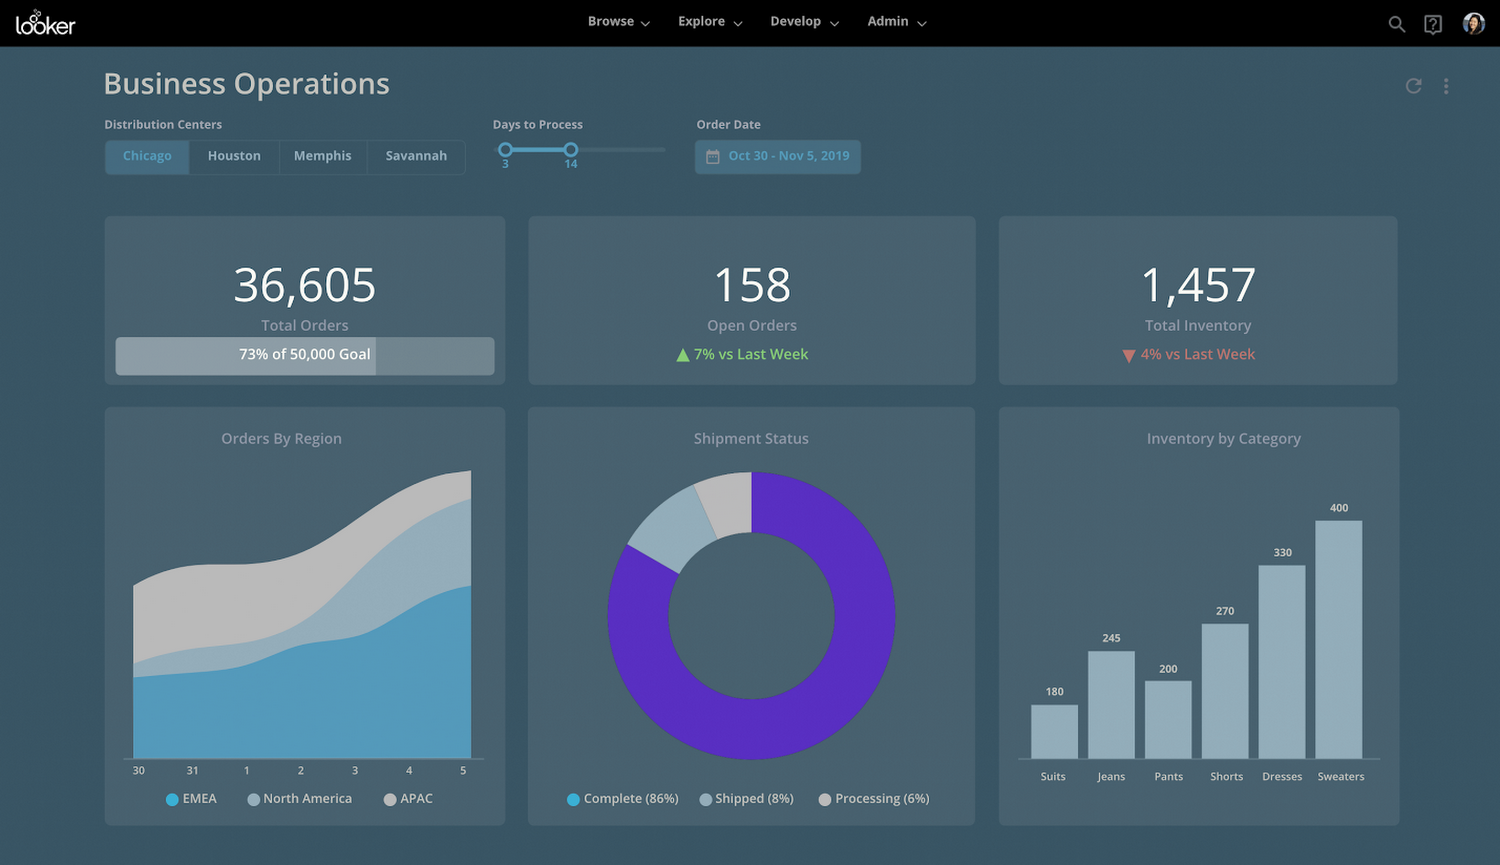 looker
Browse Explore Develop Admin
Business Operations
Distribution Centers
Chicago Houston Memphis Savannah
Days to Process
3 14
Order Date
Oct 30 - Nov 5, 2019
36,605
Total Orders
73% of 50,000 Goal
158
Open Orders
7% vs Last Week
1,457
Total Inventory
4% vs Last Week
Orders By Region
30 31 1 2 3 4 5
EMEA North America APAC
Shipment Status
Complete (86%) Shipped (8%) Processing (6%)
Inventory by Category
180 245 200 270 330 400
Suits Jeans Pants Shorts Dresses Sweaters